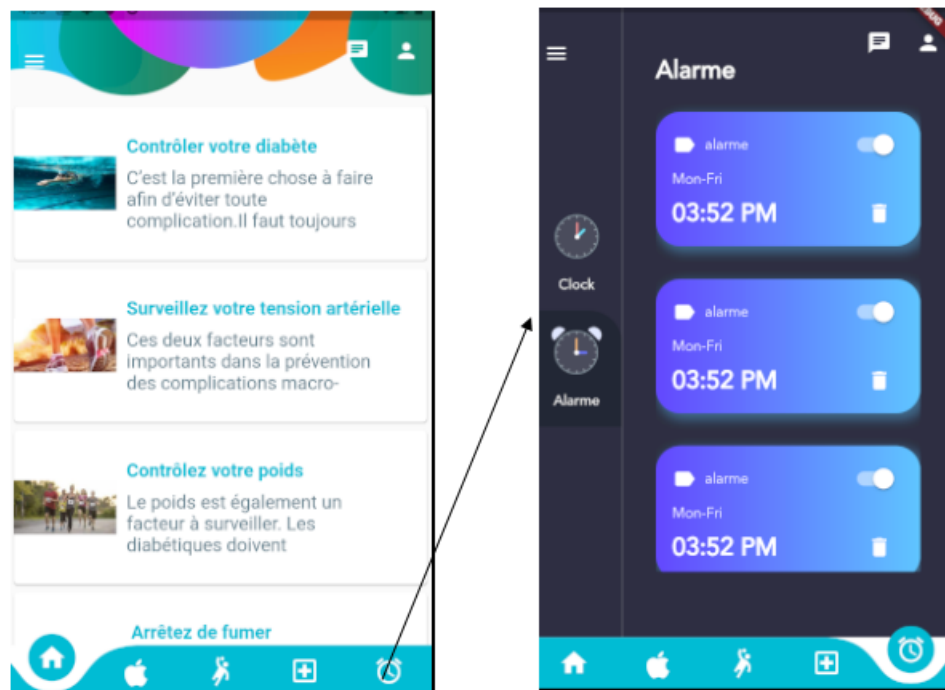 Contrôler votre diabète
C'est la première chose à faire
afin d'éviter toute
complication.Il faut toujours
Surveillez votre tension artérielle
Ces deux facteurs sont
importants dans la prévention
des complications macro-
Contrôlez votre poids
Le poids est également un
facteur à surveiller. Les
diabétiques doivent
Arrêtez de fumer
Alarme
alarme
Mon-Fri
03:52 PM
Clock
alarme
Mon-Fri
03:52 PM
Alarme
alarme
Mon-Fri
03:52 PM